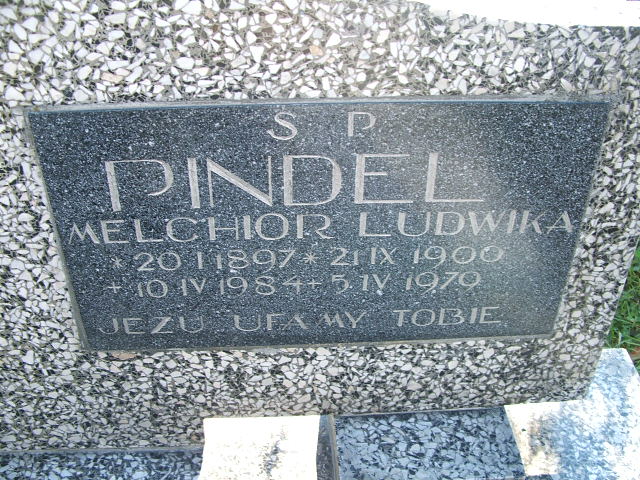 S P
PINDEL
MELCHIOR LUDWIKA
* 20 I 1897 * 21 IX 1900
+ 10 IV 1984 + 5 IV 1979
JEZU UFAMY TOBIE